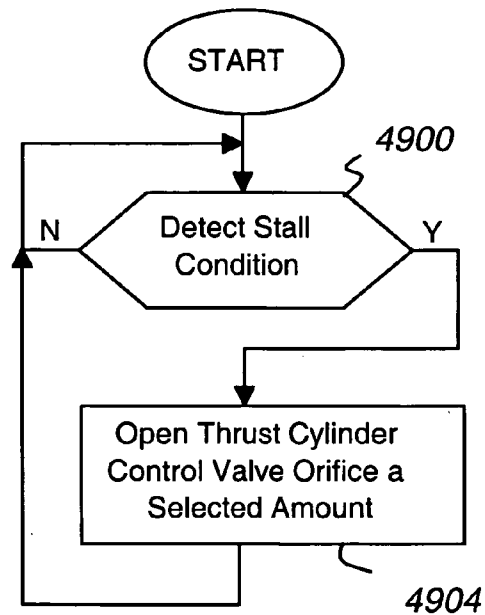 START
4900
N
Detect Stall
Condition
Y
Open Thrust Cylinder
Control Valve Orifice a
Selected Amount
4904